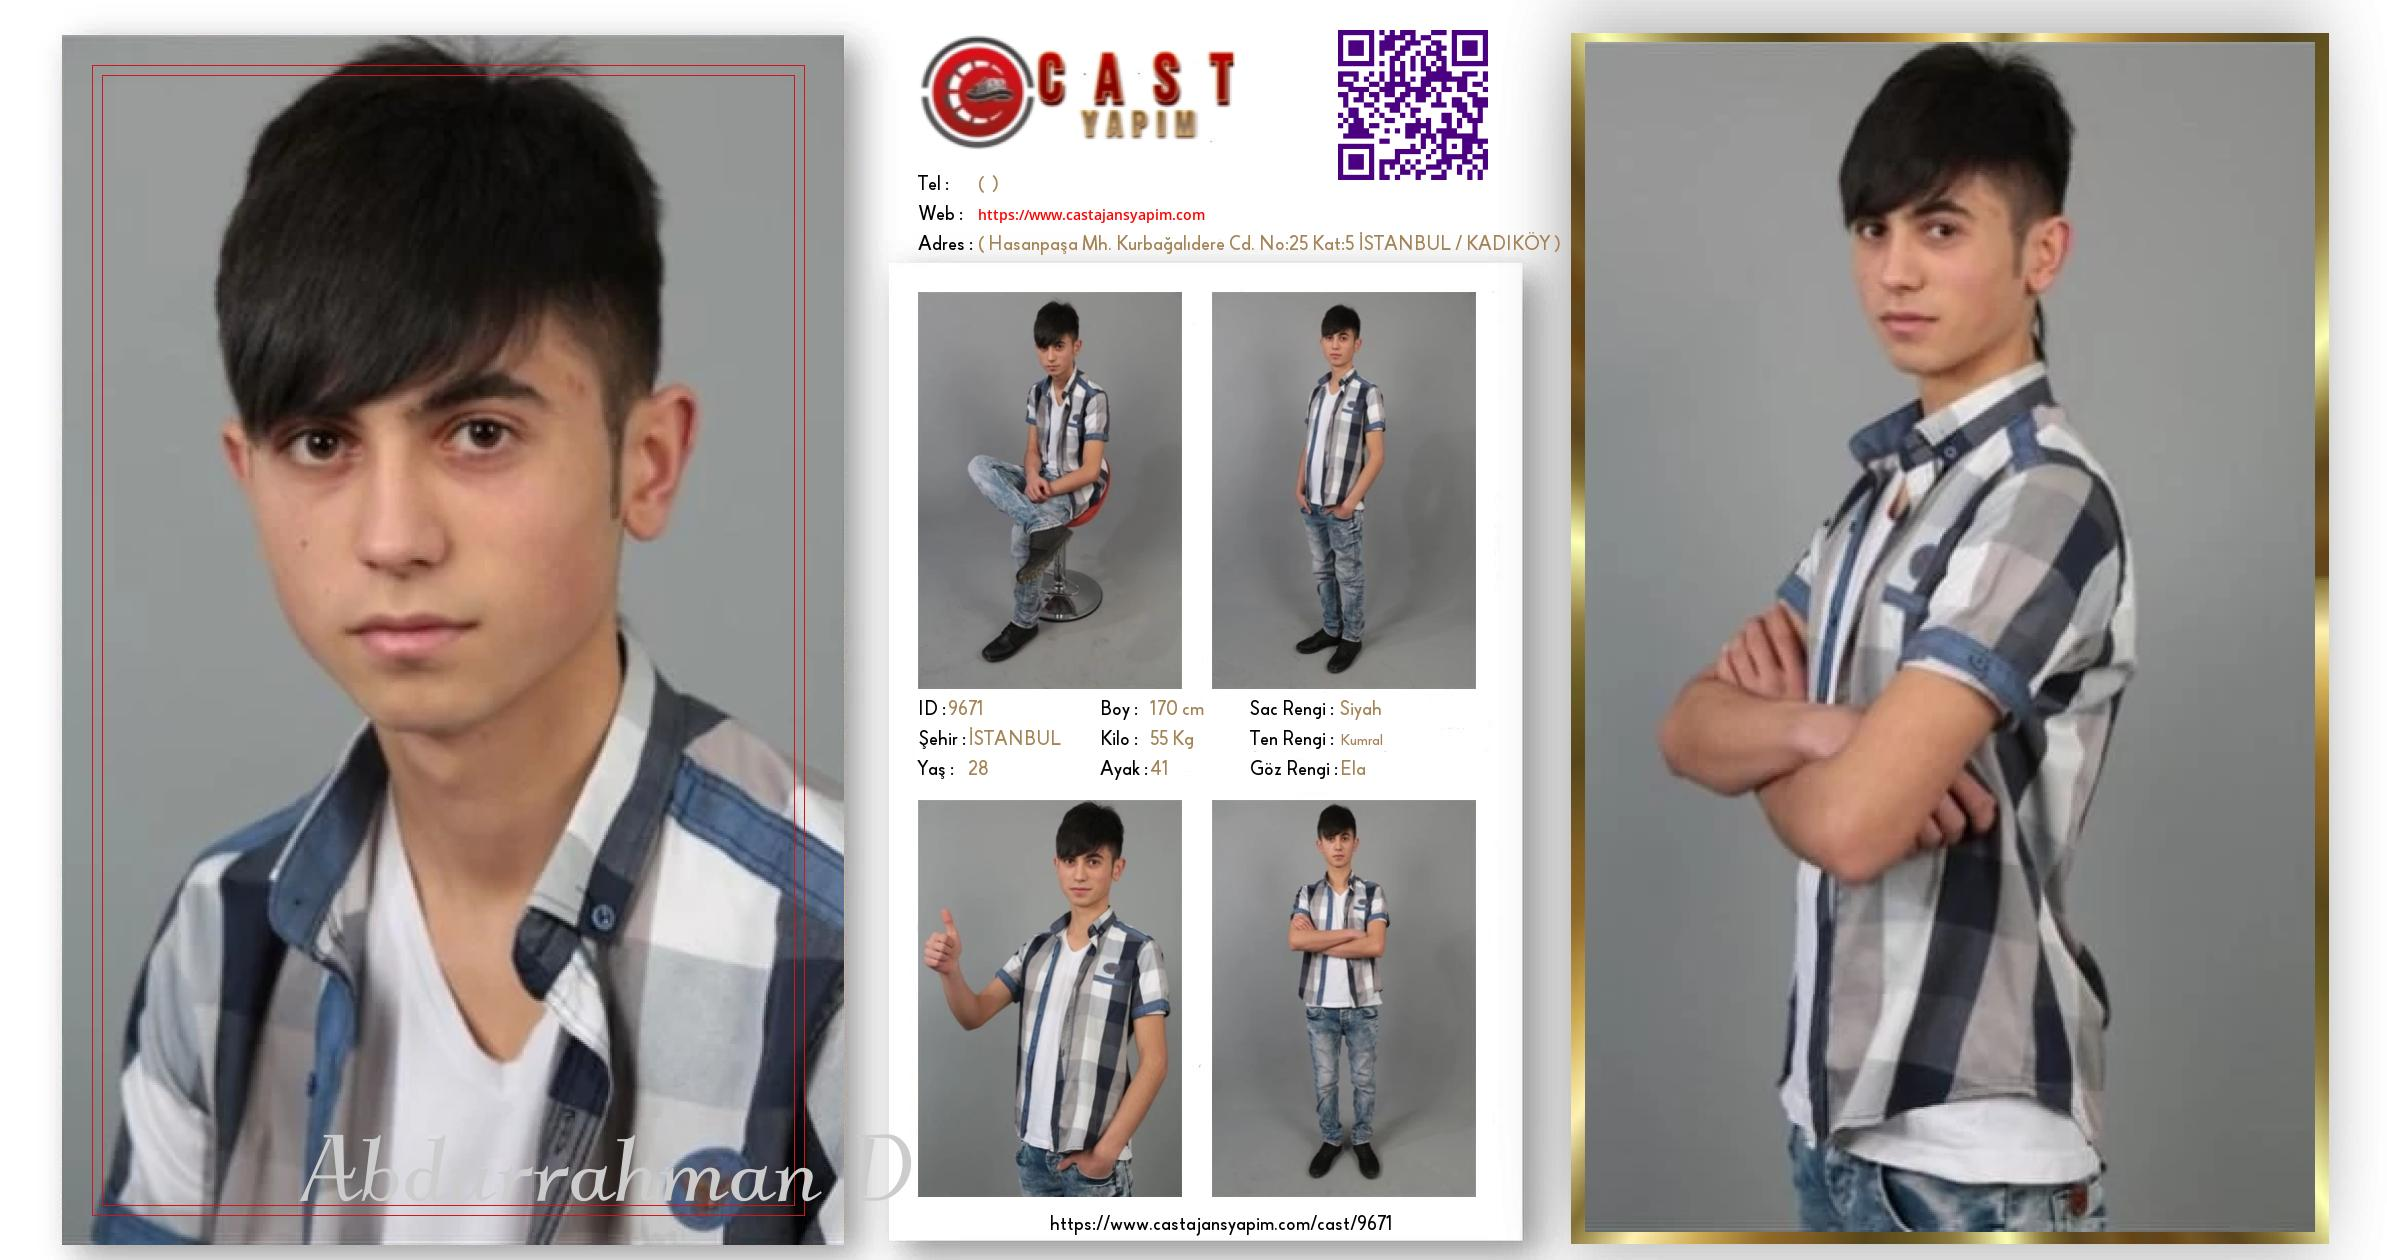 CAST
YAPIM
Tel : ( )
Web : https://www.castajansyapim.com
Adres : ( Hasanpaşa Mh. Kurbağalıdere Cd. No:25 Kat:5 İSTANBUL / KADIKÖY )
ID : 9671 Boy : 170 cm Sac Rengi : Siyah
Şehir : İSTANBUL Kilo : 55 Kg Ten Rengi : Kumral
Yaş : 28 Ayak : 41 Göz Rengi : Ela
Abdurrahman D
https://www.castajansyapim.com/cast/9671